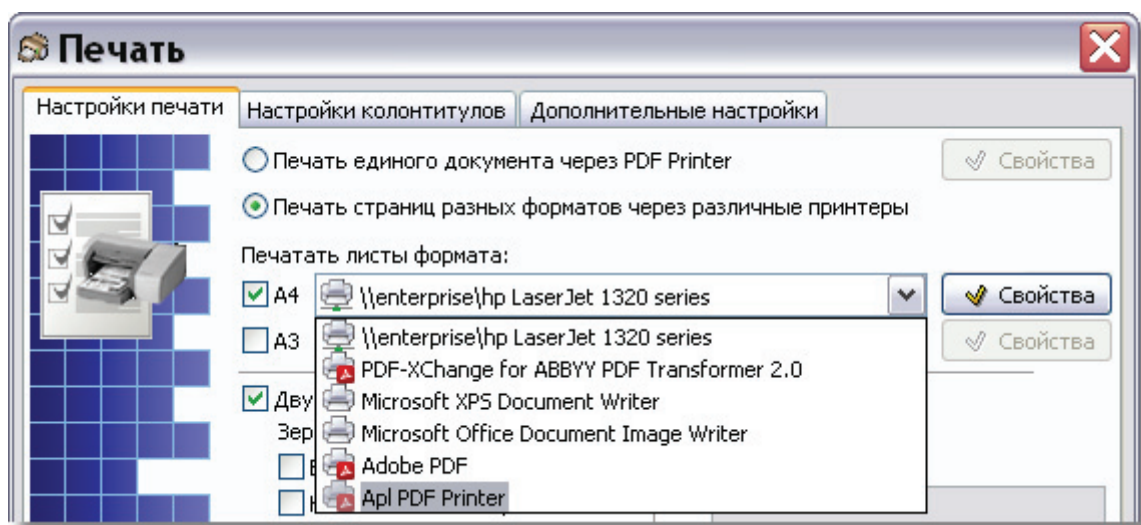 Печать
Настройки печати Настройки колонтитулов Дополнительные настройки
Печать единого документа через PDF Printer Свойства
Печать страниц разных форматов через различные принтеры
Печатать листы формата:
A4 \\enterprise\hp LaserJet 1320 series Свойства
A3 \\enterprise\hp LaserJet 1320 series Свойства
PDF-XChange for ABBYY PDF Transformer 2.0
Дву Microsoft XPS Document Writer
Зер Microsoft Office Document Image Writer
Adobe PDF
Apl PDF Printer